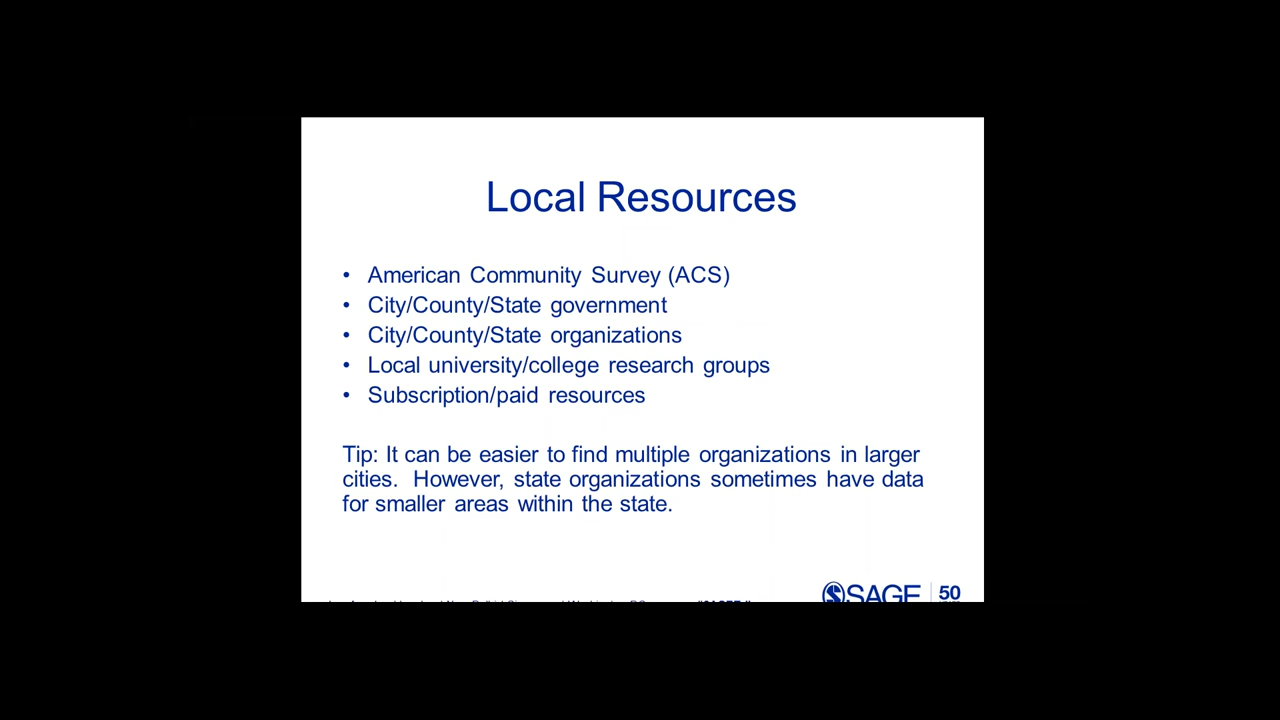 Local Resources
• American Community Survey (ACS)
• City/County/State government
• City/County/State organizations
• Local university/college research groups
• Subscription/paid resources
Tip: It can be easier to find multiple organizations in larger
cities. However, state organizations sometimes have data
for smaller areas within the state.
SAGE 50